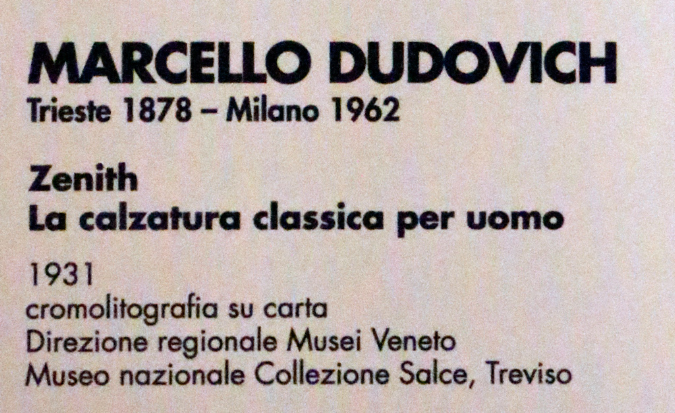 MARCELLO DUDOVICH
Trieste 1878 – Milano 1962
Zenith
La calzatura classica per uomo
1931
cromolitografia su carta
Direzione regionale Musei Veneto
Museo nazionale Collezione Salce, Treviso